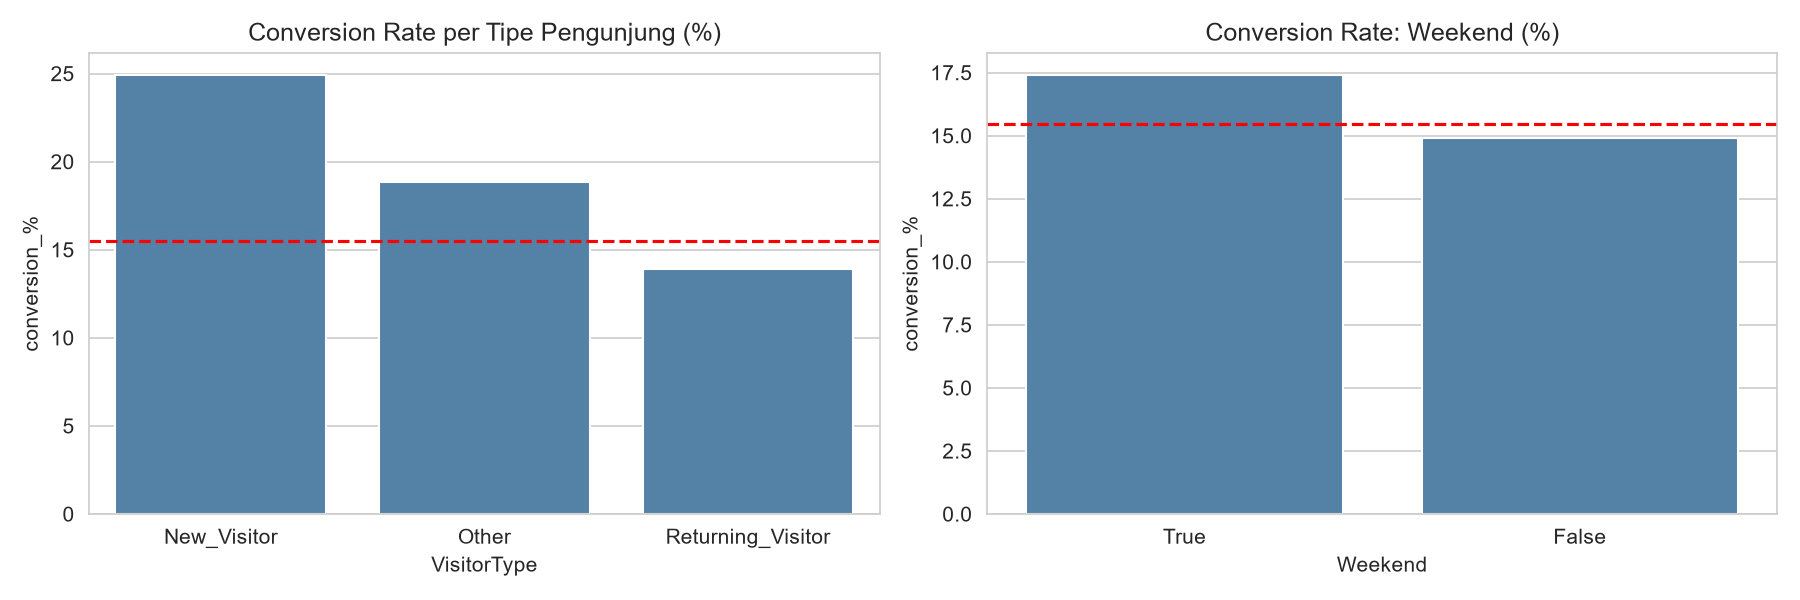 Conversion Rate per Tipe Pengunjung (%)
conversion_%
25
20
15
10
5
0
New_Visitor
Other
Returning_Visitor
VisitorType
Conversion Rate: Weekend (%)
conversion_%
17.5
15.0
12.5
10.0
7.5
5.0
2.5
0.0
True
False
Weekend